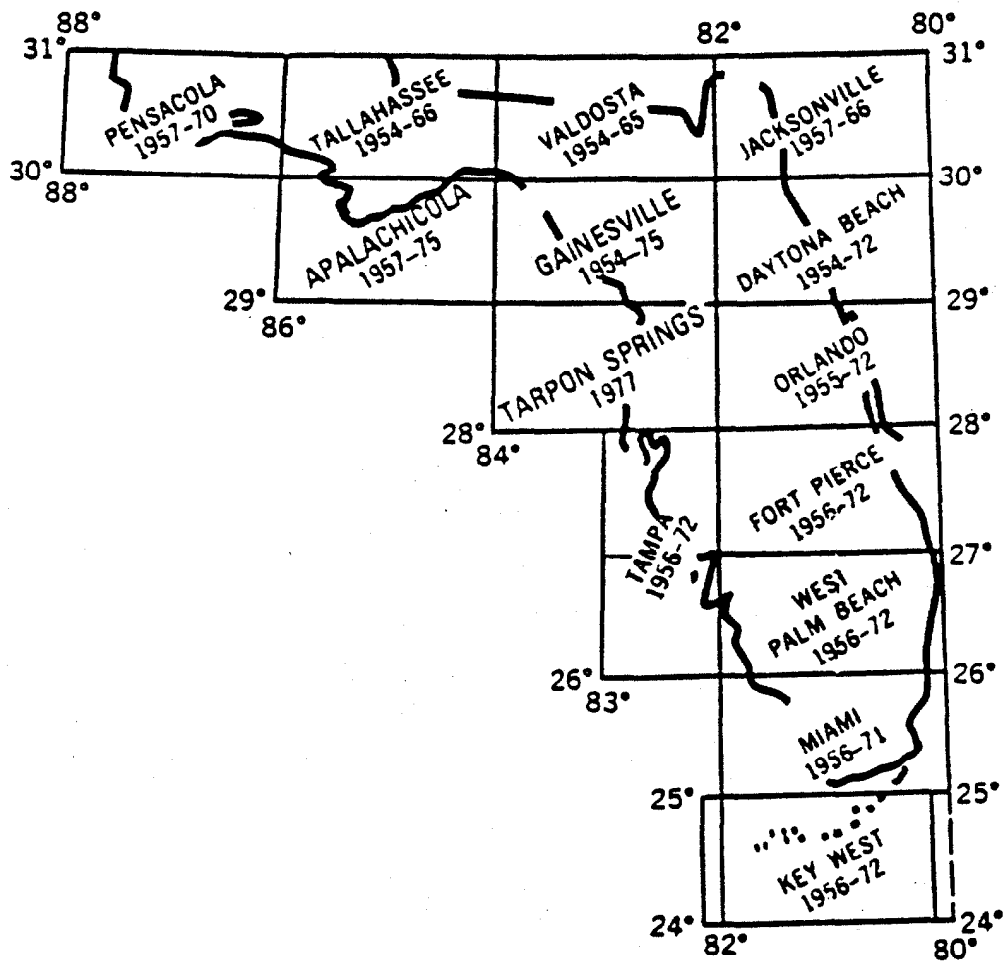 88°
82°
80°
31°
31°
PENSACOLA
1957-70
TALLAHASSEE
1954-66
VALDOSTA
1954-65
JACKSONVILLE
1957-66
30°
30°
88°
APALACHICOLA
1957-75
GAINESVILLE
1954-75
DAYTONA BEACH
1954-72
29°
29°
86°
TARPON SPRINGS
1977
ORLANDO
1955-72
28°
28°
84°
TAMPA
1956-72
FORT PIERCE
1956-72
27°
WEST
PALM BEACH
1956-72
26°
26°
83°
MIAMI
1956-71
25°
25°
KEY WEST
1956-72
24°
24°
82°
80°